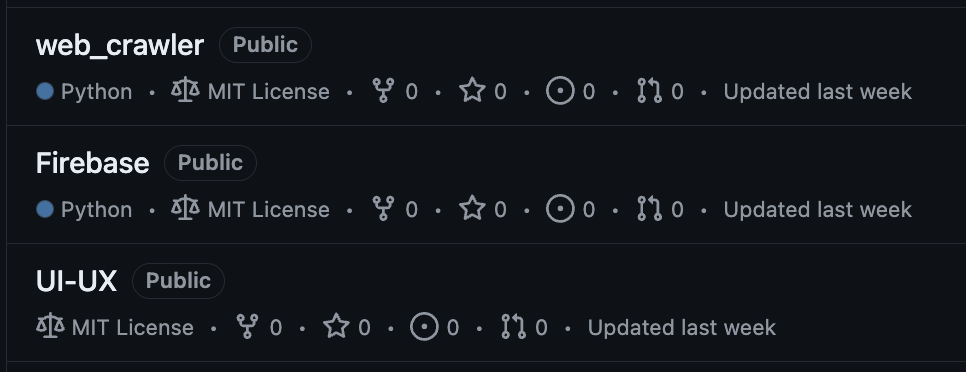 web_crawler Public
Python • MIT License • 0 • 0 • 0 • 0 • Updated last week
Firebase Public
Python • MIT License • 0 • 0 • 0 • 0 • Updated last week
UI-UX Public
MIT License • 0 • 0 • 0 • 0 • Updated last week